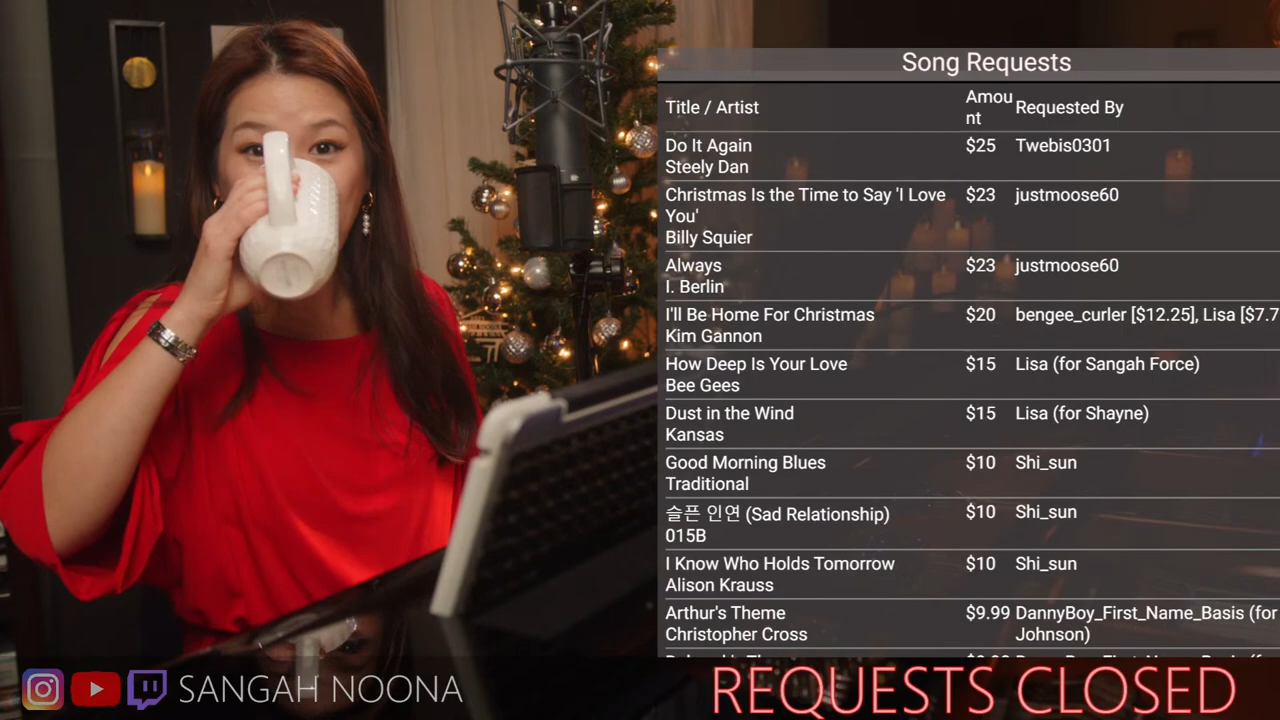 Song Requests
Title / Artist
Amou
nt
Requested By
Do It Again
Steely Dan
$25
Twebis0301
Christmas Is the Time to Say 'I Love
You'
Billy Squier
$23
justmoose60
Always
I. Berlin
$23
justmoose60
I'll Be Home For Christmas
Kim Gannon
$20
bengee_curler [$12.25], Lisa [$7.7
How Deep Is Your Love
Bee Gees
$15
Lisa (for Sangah Force)
Dust in the Wind
Kansas
$15
Lisa (for Shayne)
Good Morning Blues
Traditional
$10
Shi_sun
슬픈 인연 (Sad Relationship)
015B
$10
Shi_sun
I Know Who Holds Tomorrow
Alison Krauss
$10
Shi_sun
Arthur's Theme
Christopher Cross
$9.99
DannyBoy_First_Name_Basis (for
Johnson)
SANGAH NOONA
REQUESTS CLOSED